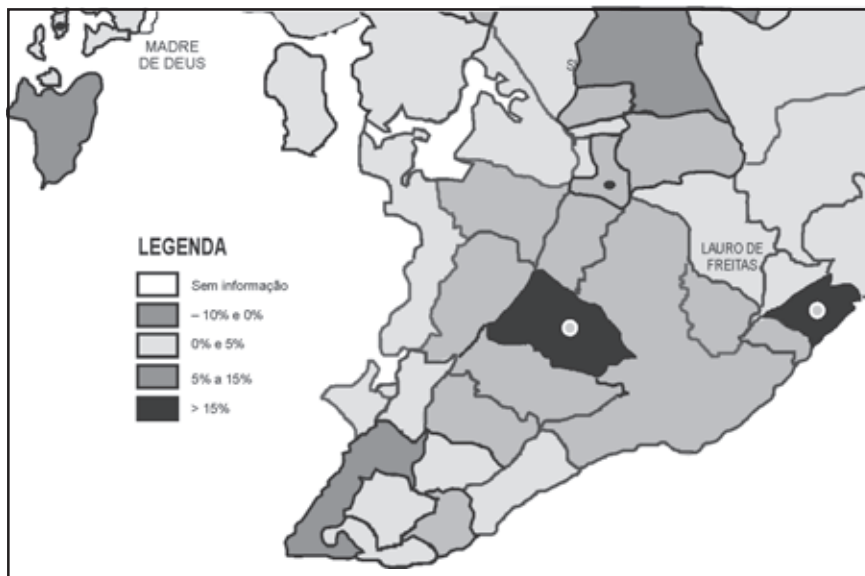 MADRE
DE DEUS
LAURO DE
FREITAS
LEGENDA
Sem informação
– 10% e 0%
0% e 5%
5% a 15%
> 15%